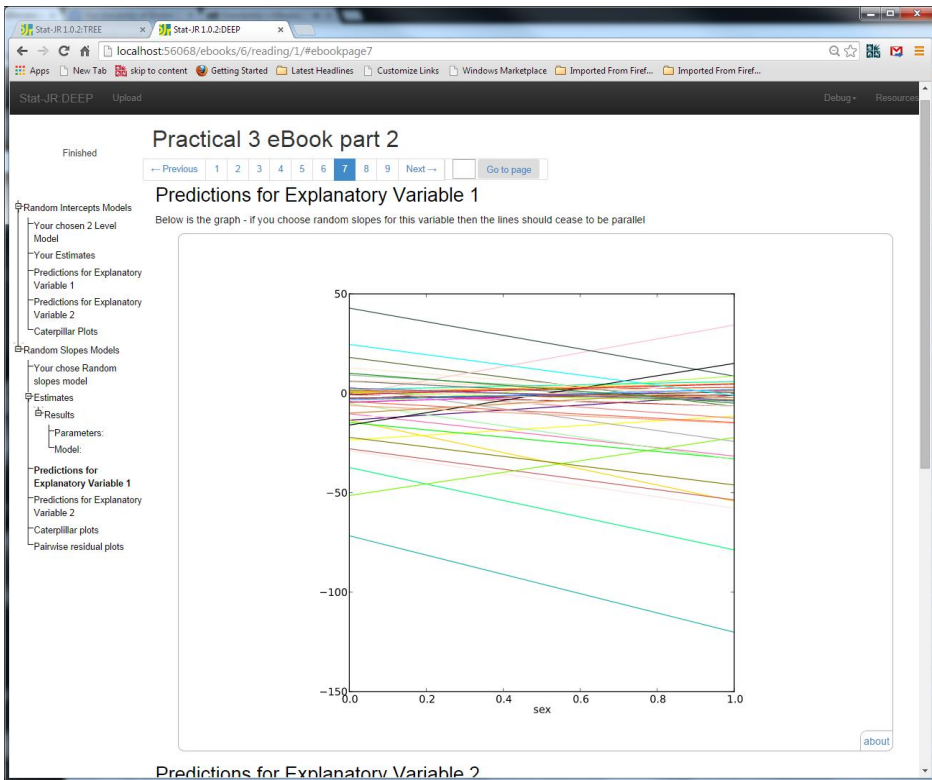 Stat-JR 1.0.2:TREE
Stat-JR 1.0.2:DEEP
localhost:56068/ebooks/6/reading/1/#ebookpage7
Apps New Tab skip to content Getting Started Latest Headlines Customize Links Windows Marketplace Imported From Firef... Imported From Firef...
Stat-JR:DEEP Upload Debug Resources
Finished
Random Intercepts Models
Your chosen 2 Level
Model
Your Estimates
Predictions for Explanatory
Variable 1
Predictions for Explanatory
Variable 2
Caterpillar Plots
Random Slopes Models
Your chose Random
slopes model
Estimates
Results
Parameters:
Model:
Predictions for
Explanatory Variable 1
Predictions for Explanatory
Variable 2
Caterplillar plots
Pairwise residual plots
Practical 3 eBook part 2
← Previous 1 2 3 4 5 6 7 8 9 Next → Go to page
Predictions for Explanatory Variable 1
Below is the graph - if you choose random slopes for this variable then the lines should cease to be parallel
50
0
−50
−100
−150
0.0 0.2 0.4 0.6 0.8 1.0
sex
about
Predictions for Explanatory Variable 2